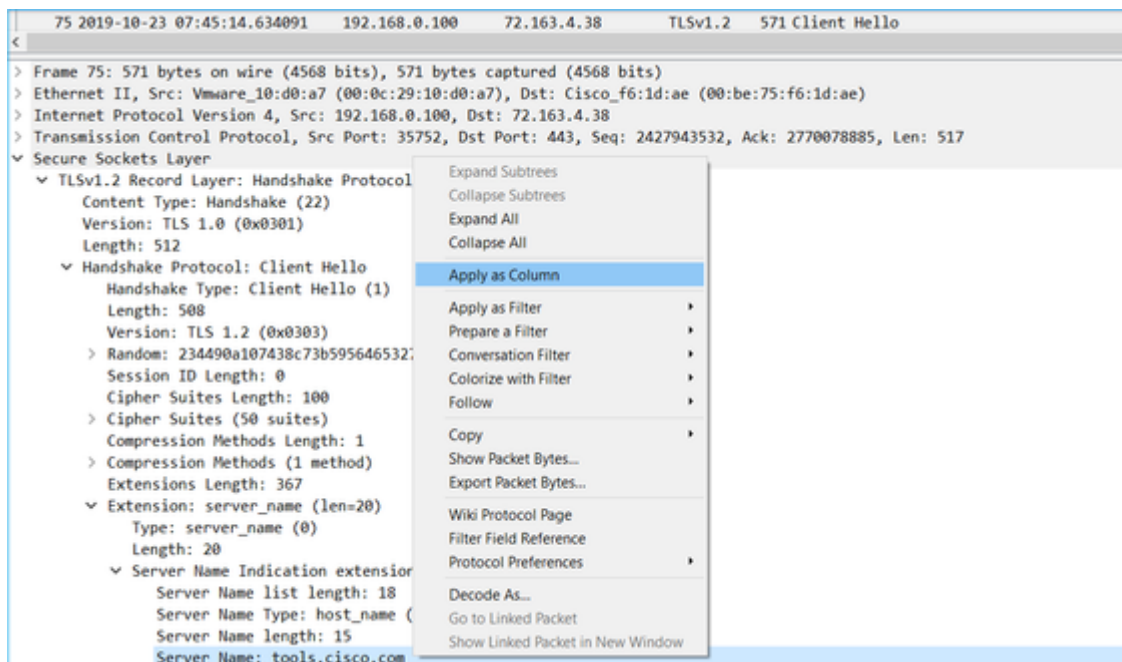 75 2019-10-23 07:45:14.634091 192.168.0.100 72.163.4.38 TLSv1.2 571 Client Hello
Frame 75: 571 bytes on wire (4568 bits), 571 bytes captured (4568 bits)
Ethernet II, Src: Vmware_10:d0:a7 (00:0c:29:10:d0:a7), Dst: Cisco_f6:1d:ae (00:be:75:f6:1d:ae)
Internet Protocol Version 4, Src: 192.168.0.100, Dst: 72.163.4.38
Transmission Control Protocol, Src Port: 35752, Dst Port: 443, Seq: 2427943532, Ack: 2770078885, Len: 517
Secure Sockets Layer
TLSv1.2 Record Layer: Handshake Protocol
Content Type: Handshake (22)
Version: TLS 1.0 (0x0301)
Length: 512
Handshake Protocol: Client Hello
Handshake Type: Client Hello (1)
Length: 508
Version: TLS 1.2 (0x0303)
Random: 234490a107438c73b5956465327
Session ID Length: 0
Cipher Suites Length: 100
Cipher Suites (50 suites)
Compression Methods Length: 1
Compression Methods (1 method)
Extensions Length: 367
Extension: server_name (len=20)
Type: server_name (0)
Length: 20
Server Name Indication extension
Server Name list length: 18
Server Name Type: host_name (
Server Name length: 15
Server Name: tools.cisco.com
Expand Subtrees
Collapse Subtrees
Expand All
Collapse All
Apply as Column
Apply as Filter
Prepare a Filter
Conversation Filter
Colorize with Filter
Follow
Copy
Show Packet Bytes...
Export Packet Bytes...
Wiki Protocol Page
Filter Field Reference
Protocol Preferences
Decode As...
Go to Linked Packet
Show Linked Packet in New Window